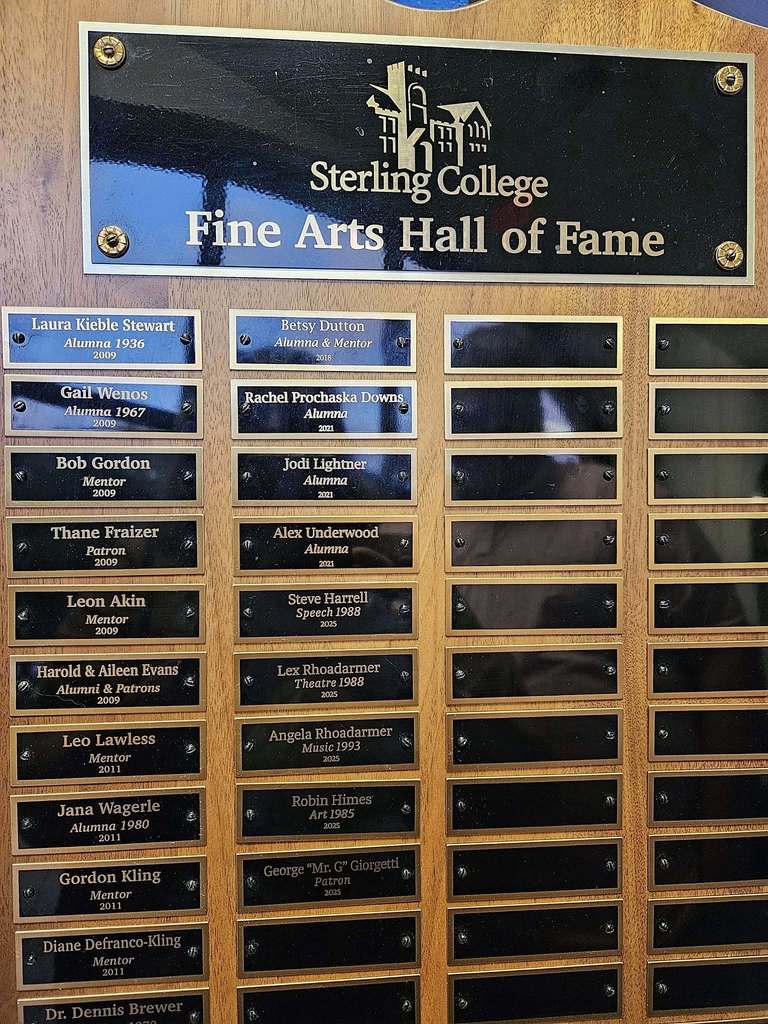 Sterling College
Fine Arts Hall of Fame
Laura Kieble Stewart
Alumna 1936
2009
Gail Wenos
Alumna 1967
2009
Bob Gordon
Mentor
2009
Thane Fraizer
Patron
2009
Leon Akin
Mentor
2009
Harold & Aileen Evans
Alumni & Patrons
2009
Leo Lawless
Mentor
2011
Jana Wagerle
Alumna 1980
2011
Gordon Kling
Mentor
2011
Diane Defranco-Kling
Mentor
2011
Dr. Dennis Brewer
Betsy Dutton
Alumna & Mentor
2018
Rachel Prochaska Downs
Alumna
2021
Jodi Lightner
Alumna
2021
Alex Underwood
Alumna
2021
Steve Harrell
Speech 1988
2025
Lex Rhoadarmer
Theatre 1988
2025
Angela Rhoadarmer
Music 1993
2025
Robin Himes
Art 1985
2025
George "Mr. G" Giorgetti
Patron
2025